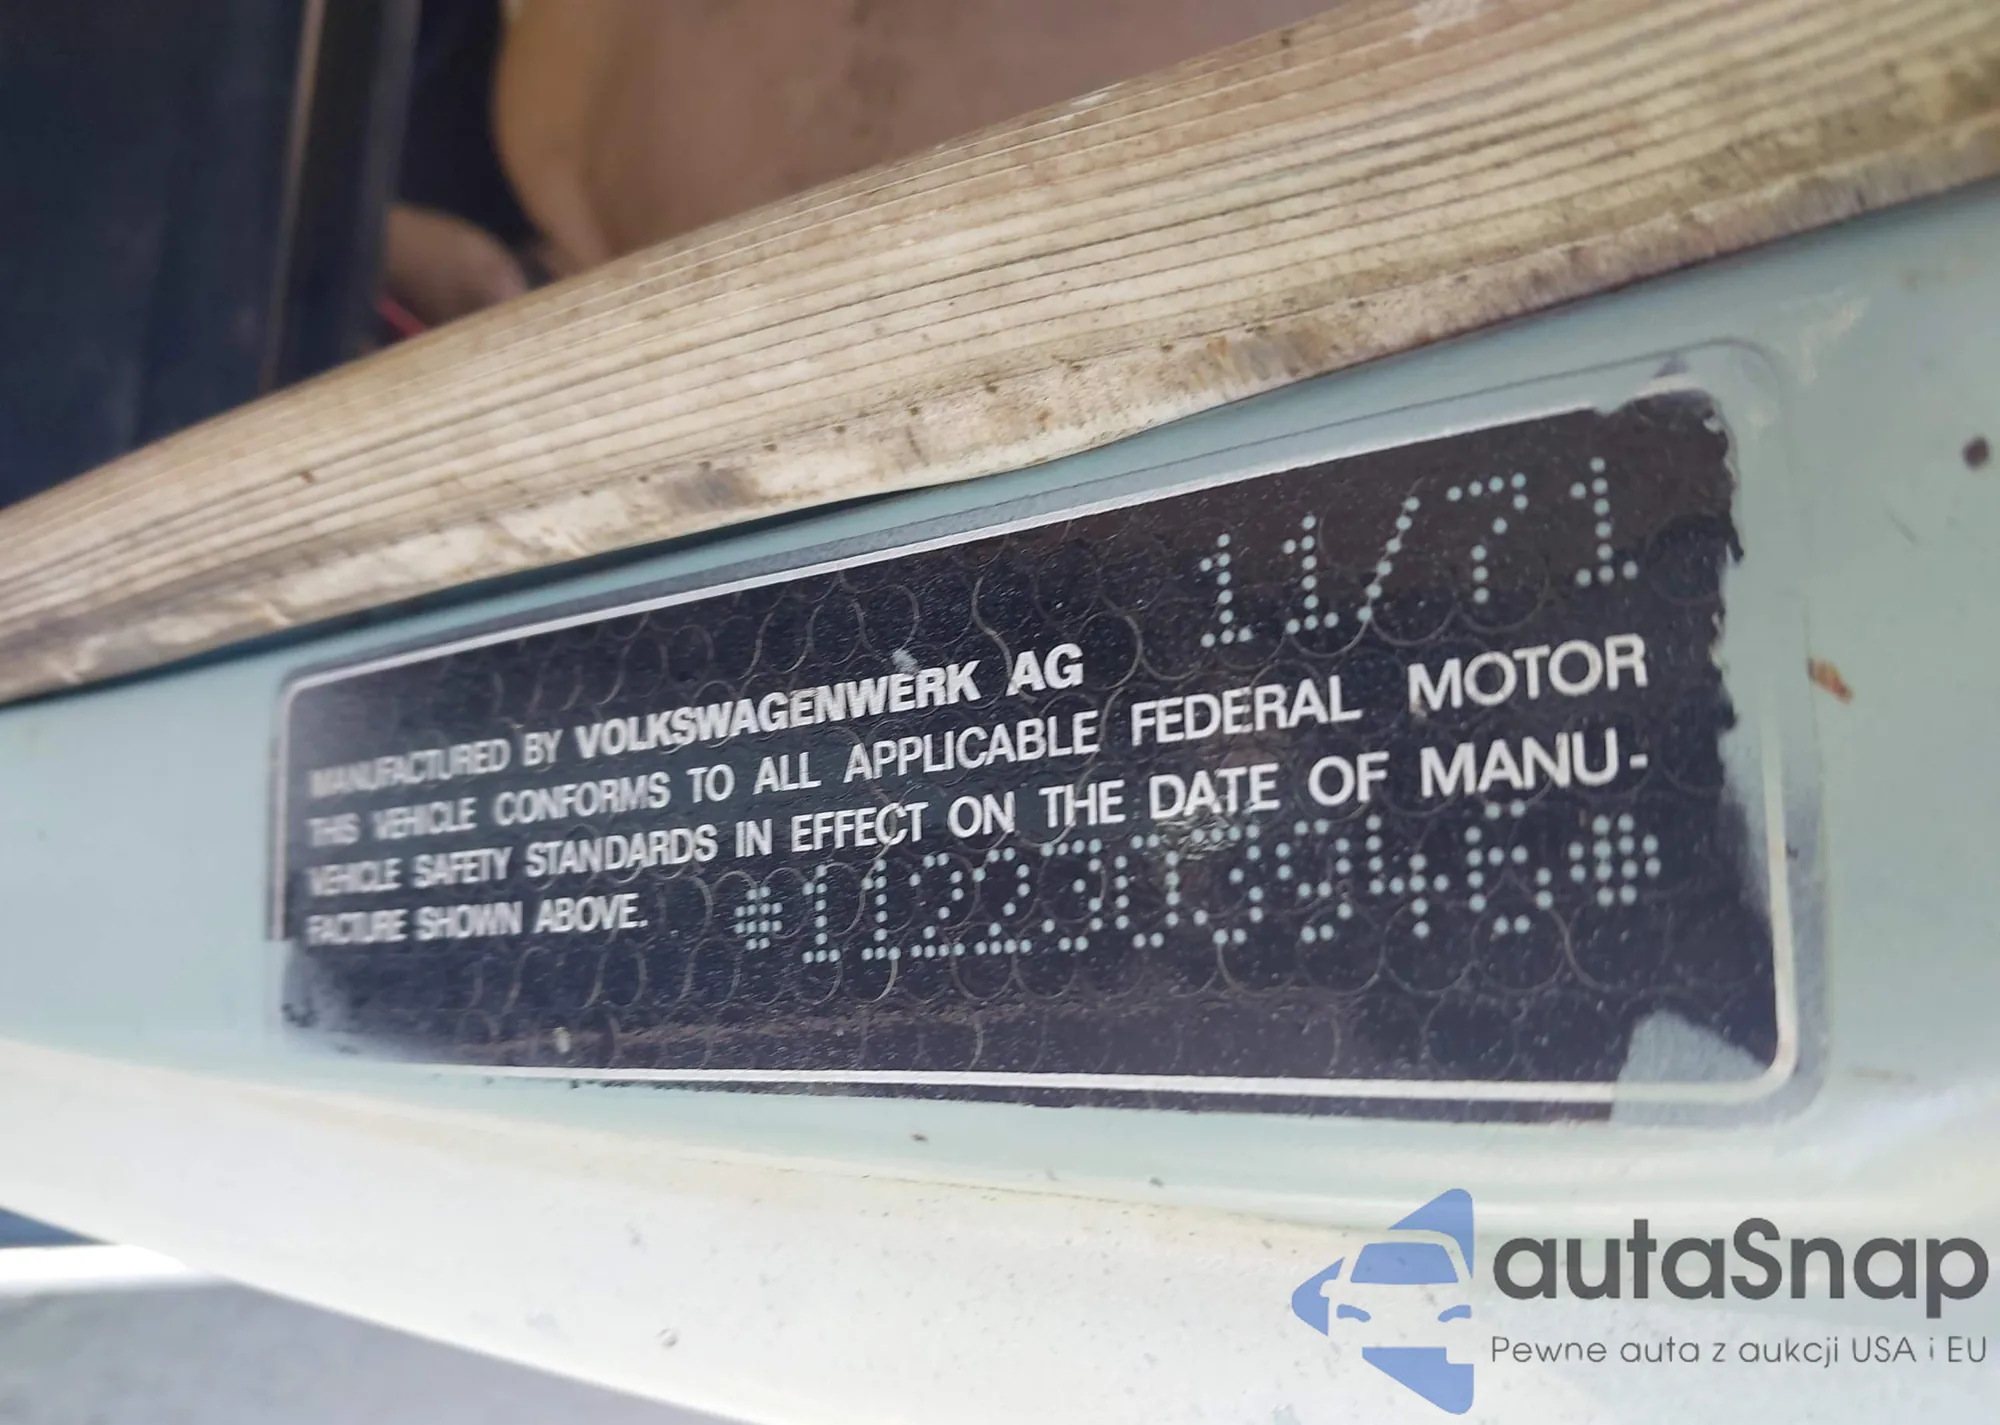 11/71
MANUFACTURED BY VOLKSWAGENWERK AG
THIS VEHICLE CONFORMS TO ALL APPLICABLE FEDERAL MOTOR
VEHICLE SAFETY STANDARDS IN EFFECT ON THE DATE OF MANU-
FACTURE SHOWN ABOVE.
autaSnap
Pewne auta z aukcji USA i EU